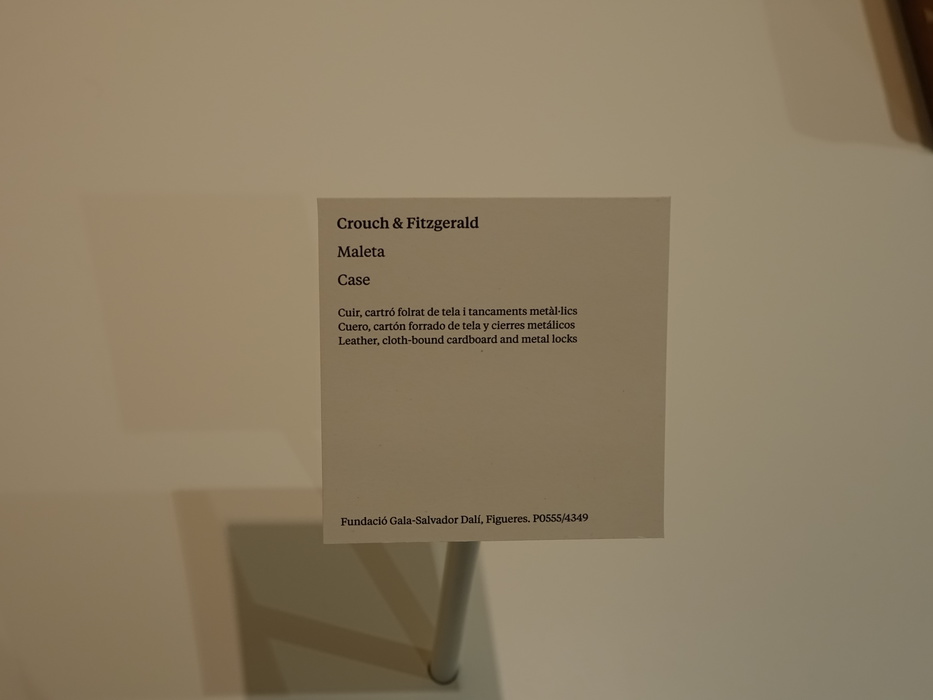 Crouch & Fitzgerald
Maleta
Case
Cuir, cartró folrat de tela i tancaments metàl·lics
Cuero, cartón forrado de tela y cierres metálicos
Leather, cloth-bound cardboard and metal locks
Fundació Gala-Salvador Dalí, Figueres. P0555/4349